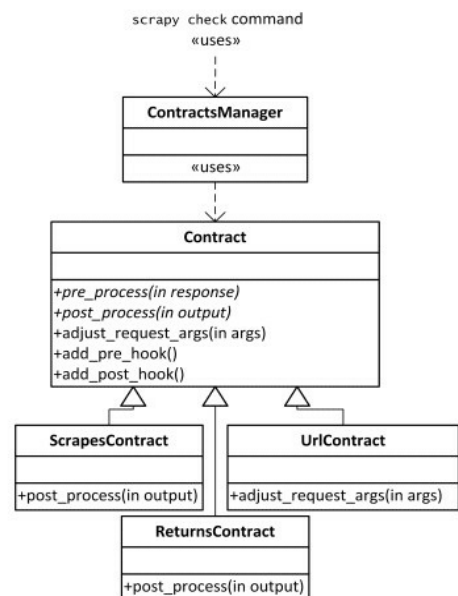 scrapy check command
«uses»
ContractsManager
«uses»
Contract
+pre_process(in response)
+post_process(in output)
+adjust_request_args(in args)
+add_pre_hook()
+add_post_hook()
ScrapesContract
+post_process(in output)
UrlContract
+adjust_request_args(in args)
ReturnsContract
+post_process(in output)